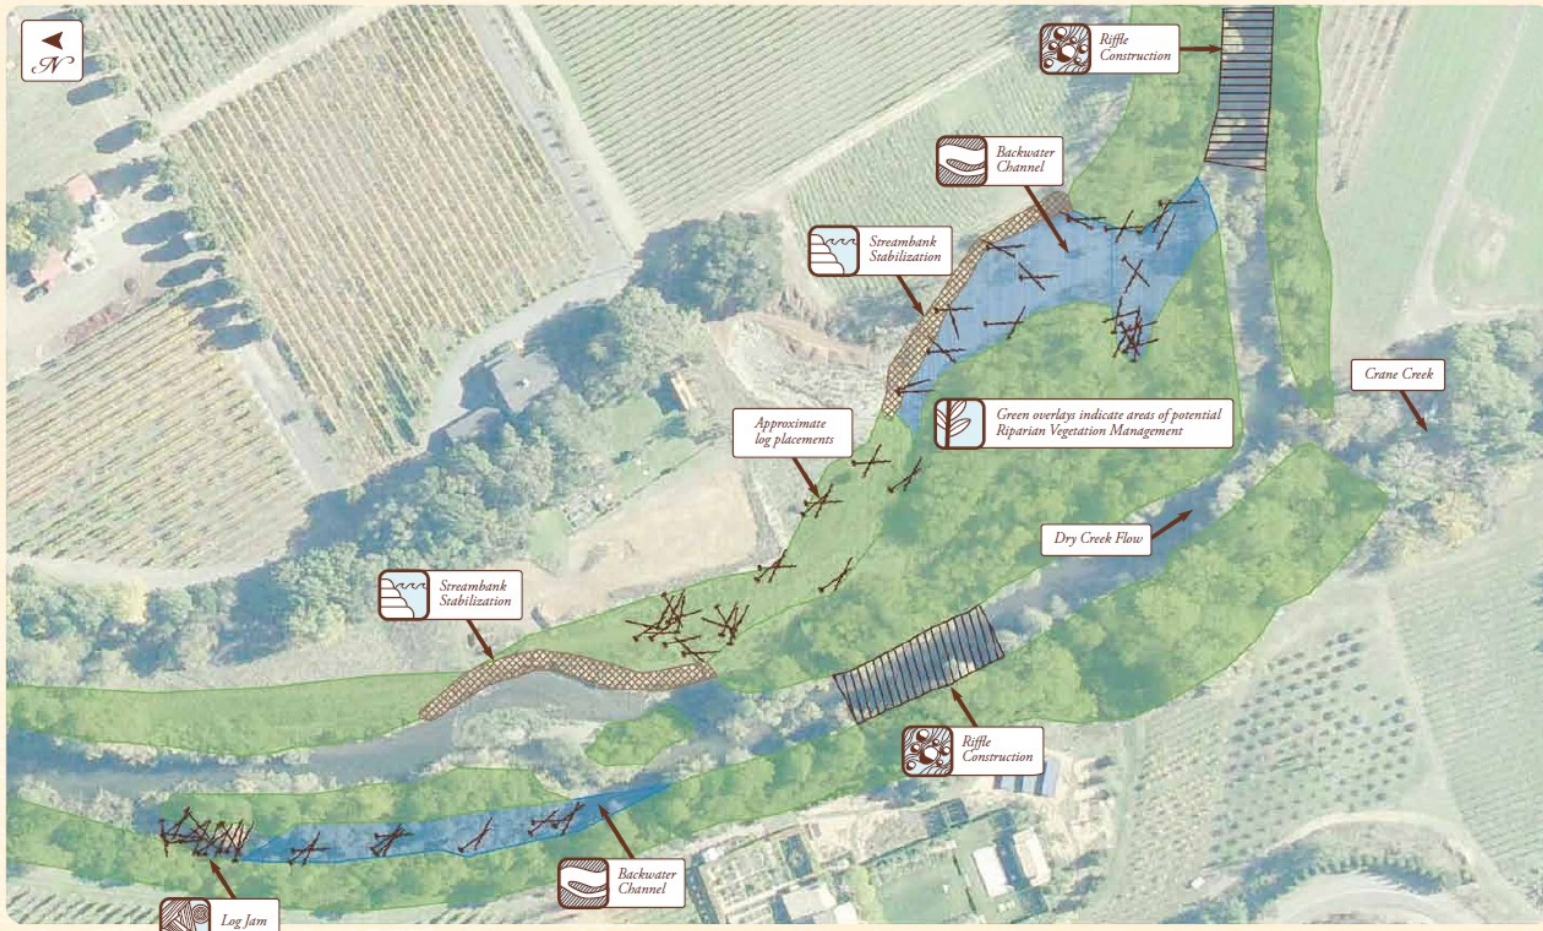 N
Riffle
Construction
Backwater
Channel
Streambank
Stabilization
Crane Creek
Approximate
log placements
Green overlays indicate areas of potential
Riparian Vegetation Management
Dry Creek Flow
Streambank
Stabilization
Riffle
Construction
Backwater
Channel
Log Jam